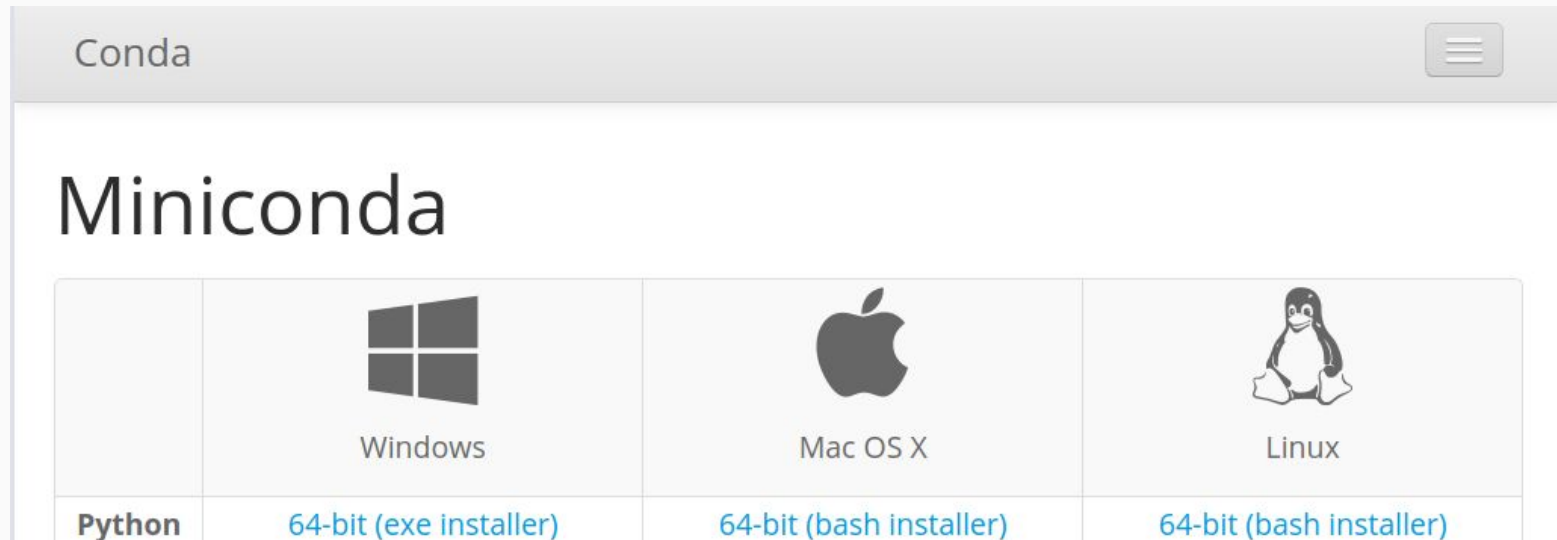 Conda
Miniconda
Windows Mac OS X Linux
Python 64-bit (exe installer) 64-bit (bash installer) 64-bit (bash installer)